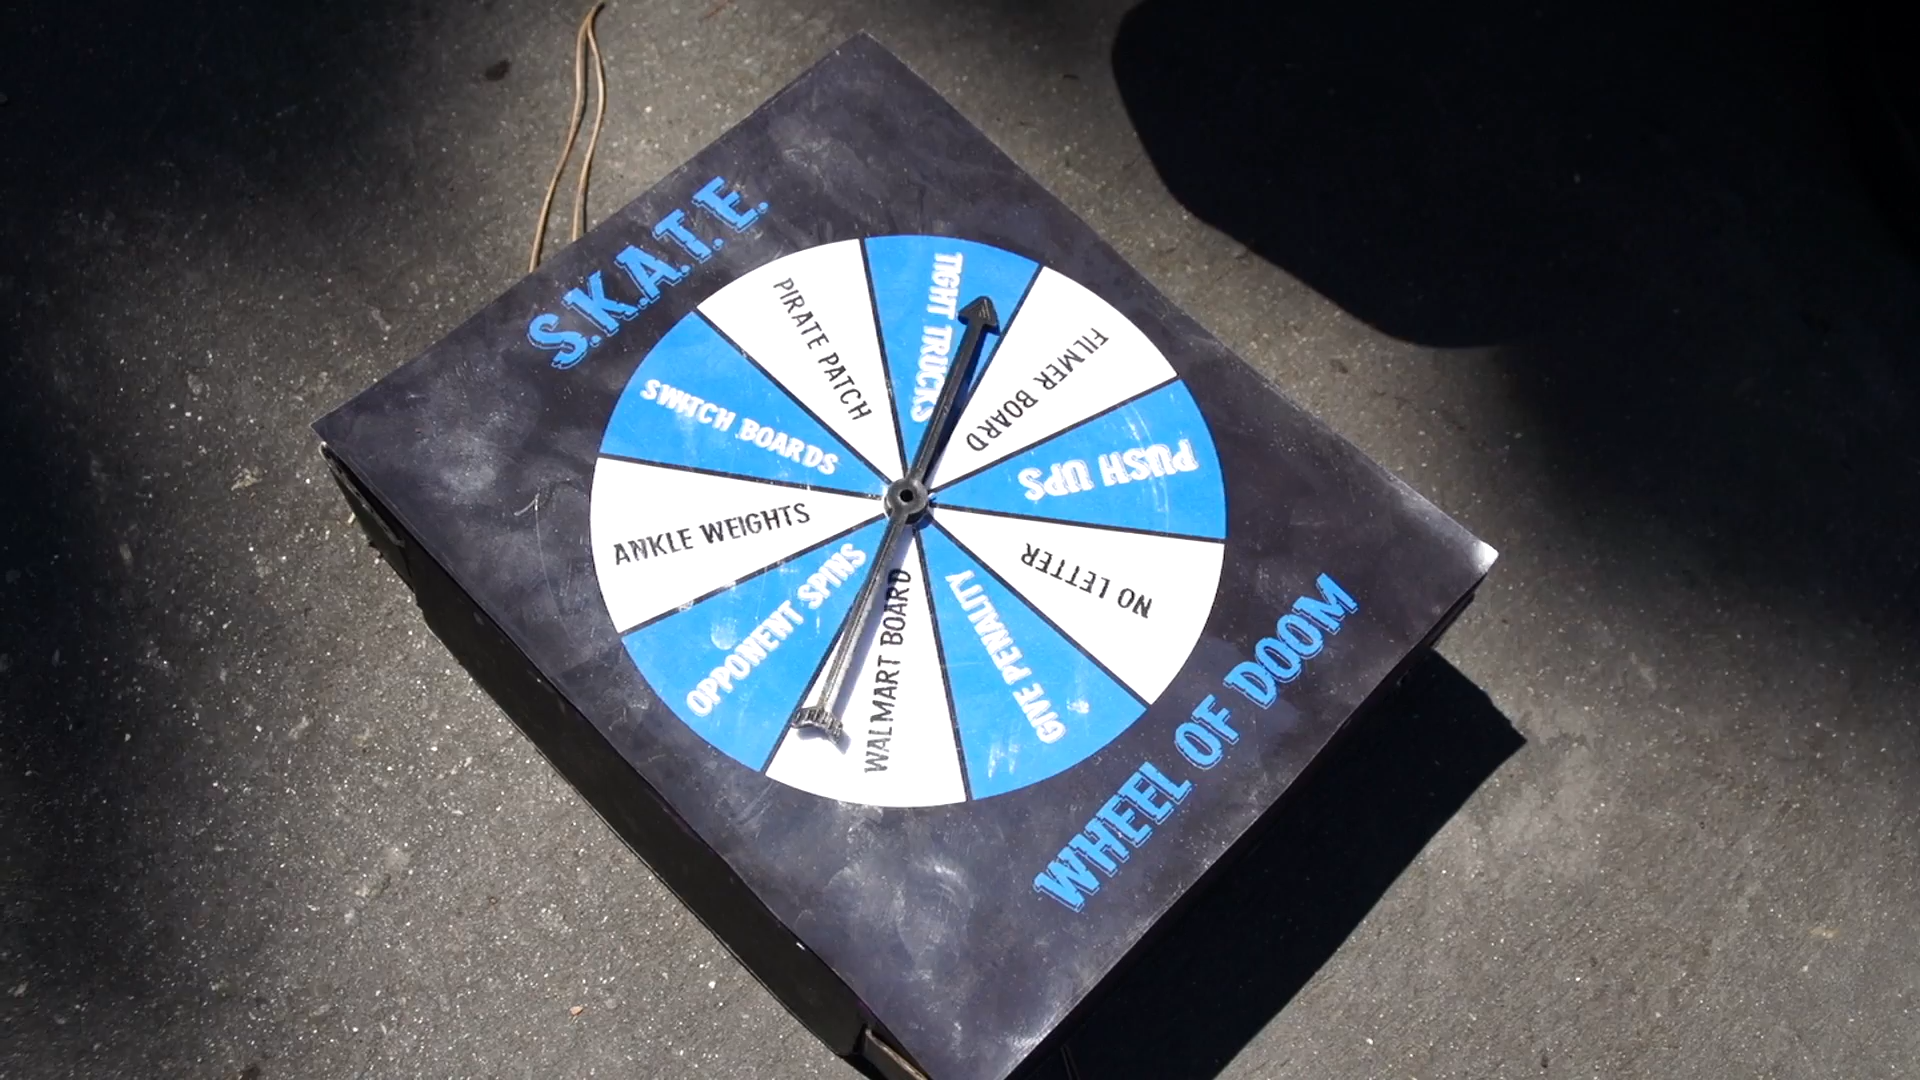 S.K.A.T.E.
TIGHT TRUCKS
FILMER BOARD
PUSH UPS
NO LETTER
GIVE PENALITY
WALMART BOARD
OPPONENT SPINS
ANKLE WEIGHTS
SWITCH BOARDS
PIRATE PATCH
WHEEL OF DOOM